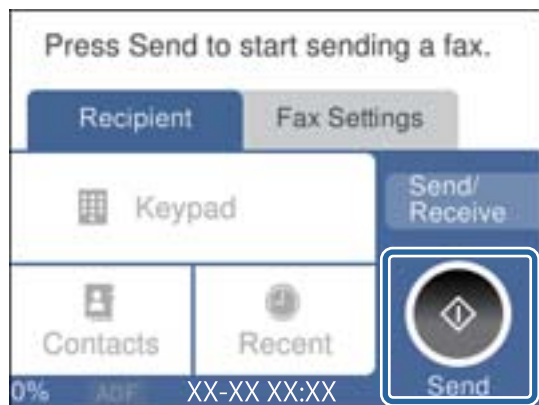 Press Send to start sending a fax.
Recipient
Fax Settings
Keypad
Send/
Receive
Contacts
Recent
Send
0%
ADF
XX-XX XX:XX